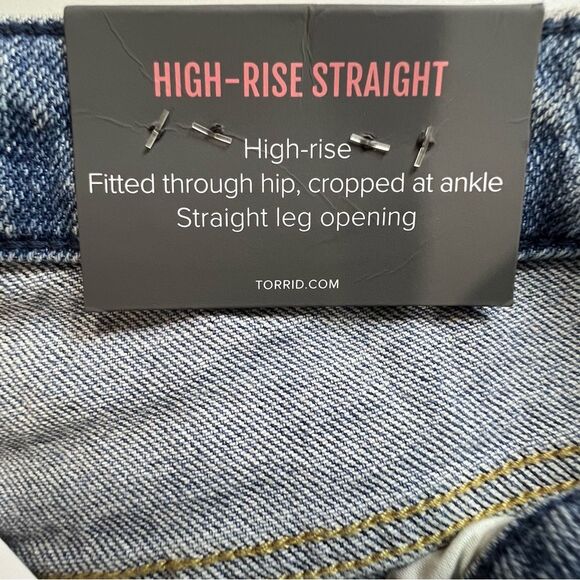 HIGH-RISE STRAIGHT
High-rise
Fitted through hip, cropped at ankle
Straight leg opening
TORRID.COM